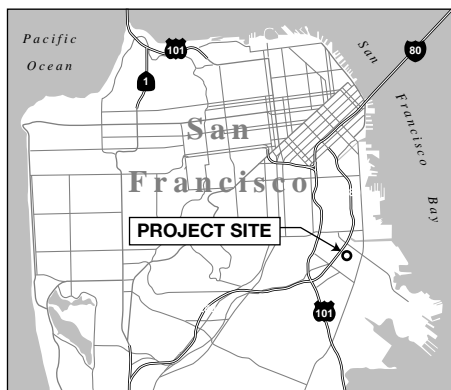 Pacific
Ocean
101
1
80
San
Francisco
Bay
San
Francisco
PROJECT SITE
101